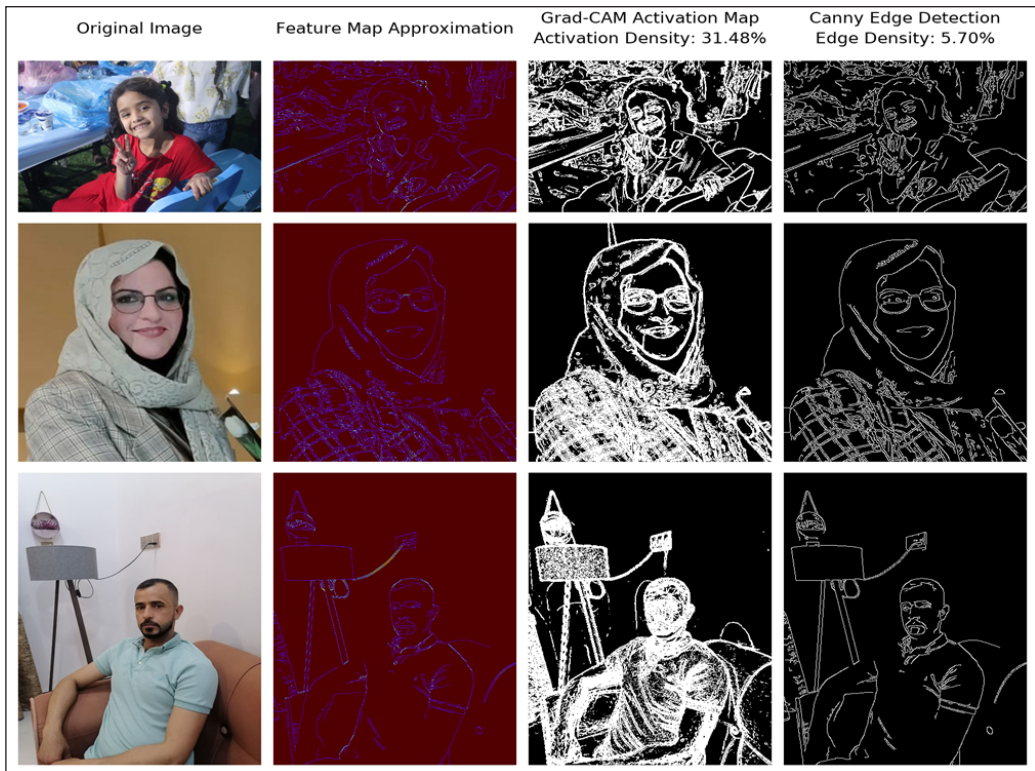 Original Image
Feature Map Approximation
Grad-CAM Activation Map
Activation Density: 31.48%
Canny Edge Detection
Edge Density: 5.70%